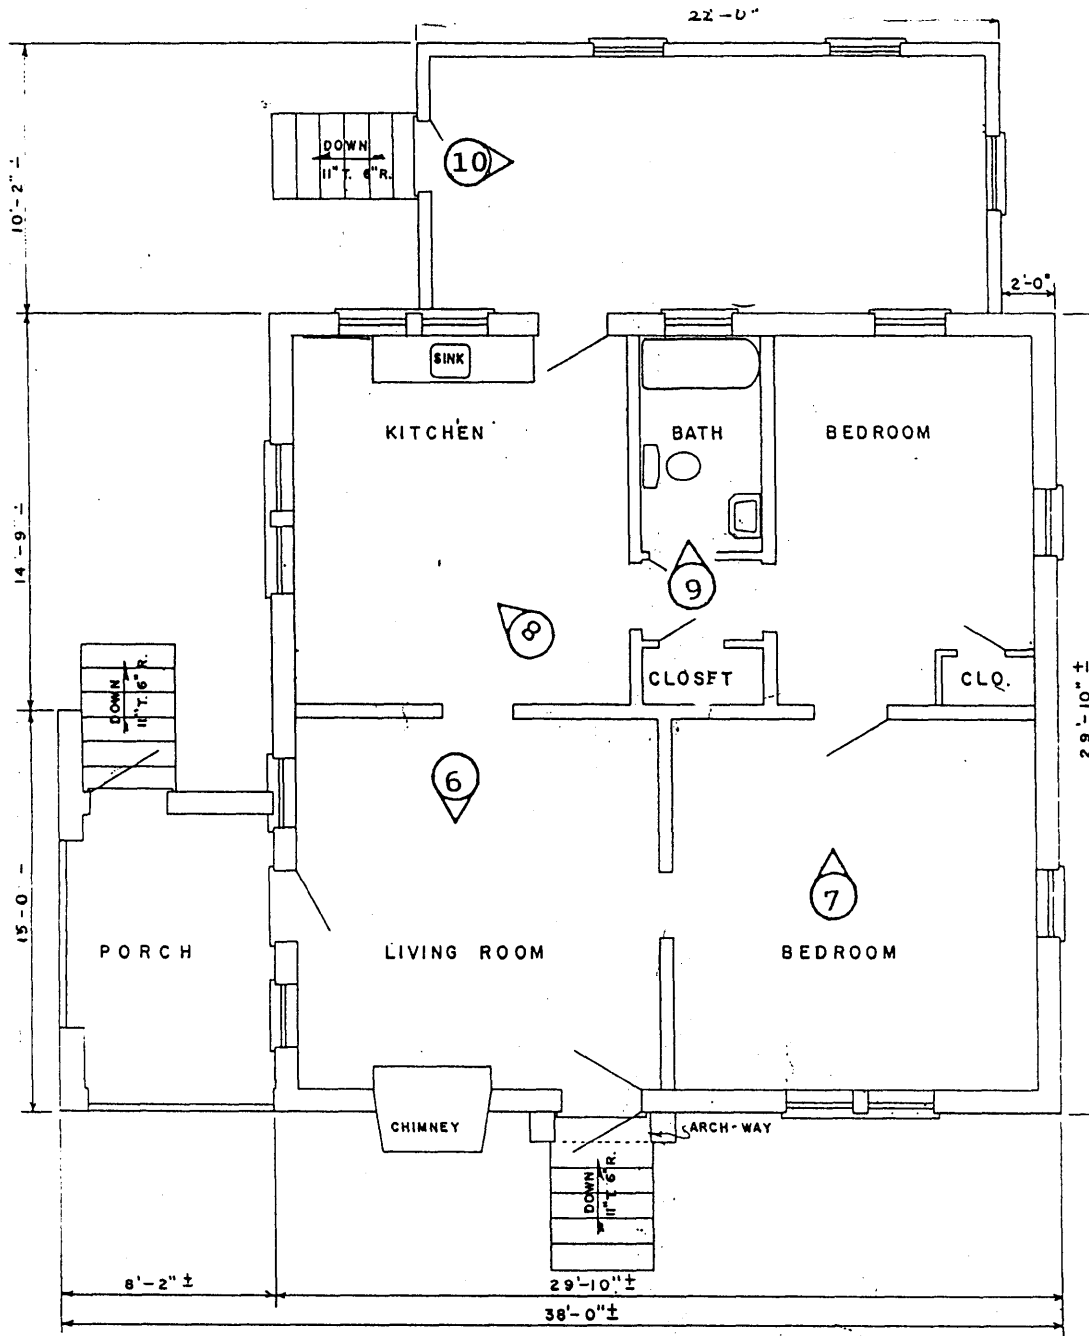 22'-0"
DOWN
11" T. 6" R.
10
10'-2" ±
2'-0"
SINK
KITCHEN
BATH
BEDROOM
14'-9" ±
9
8
DOWN
11" T. 6" R.
CLOSET
CLO.
29'-10" ±
6
7
15'-0
PORCH
LIVING ROOM
BEDROOM
CHIMNEY
ARCH-WAY
DOWN
11" T. 6" R.
8'-2" ±
29'-10" ±
38'-0" ±